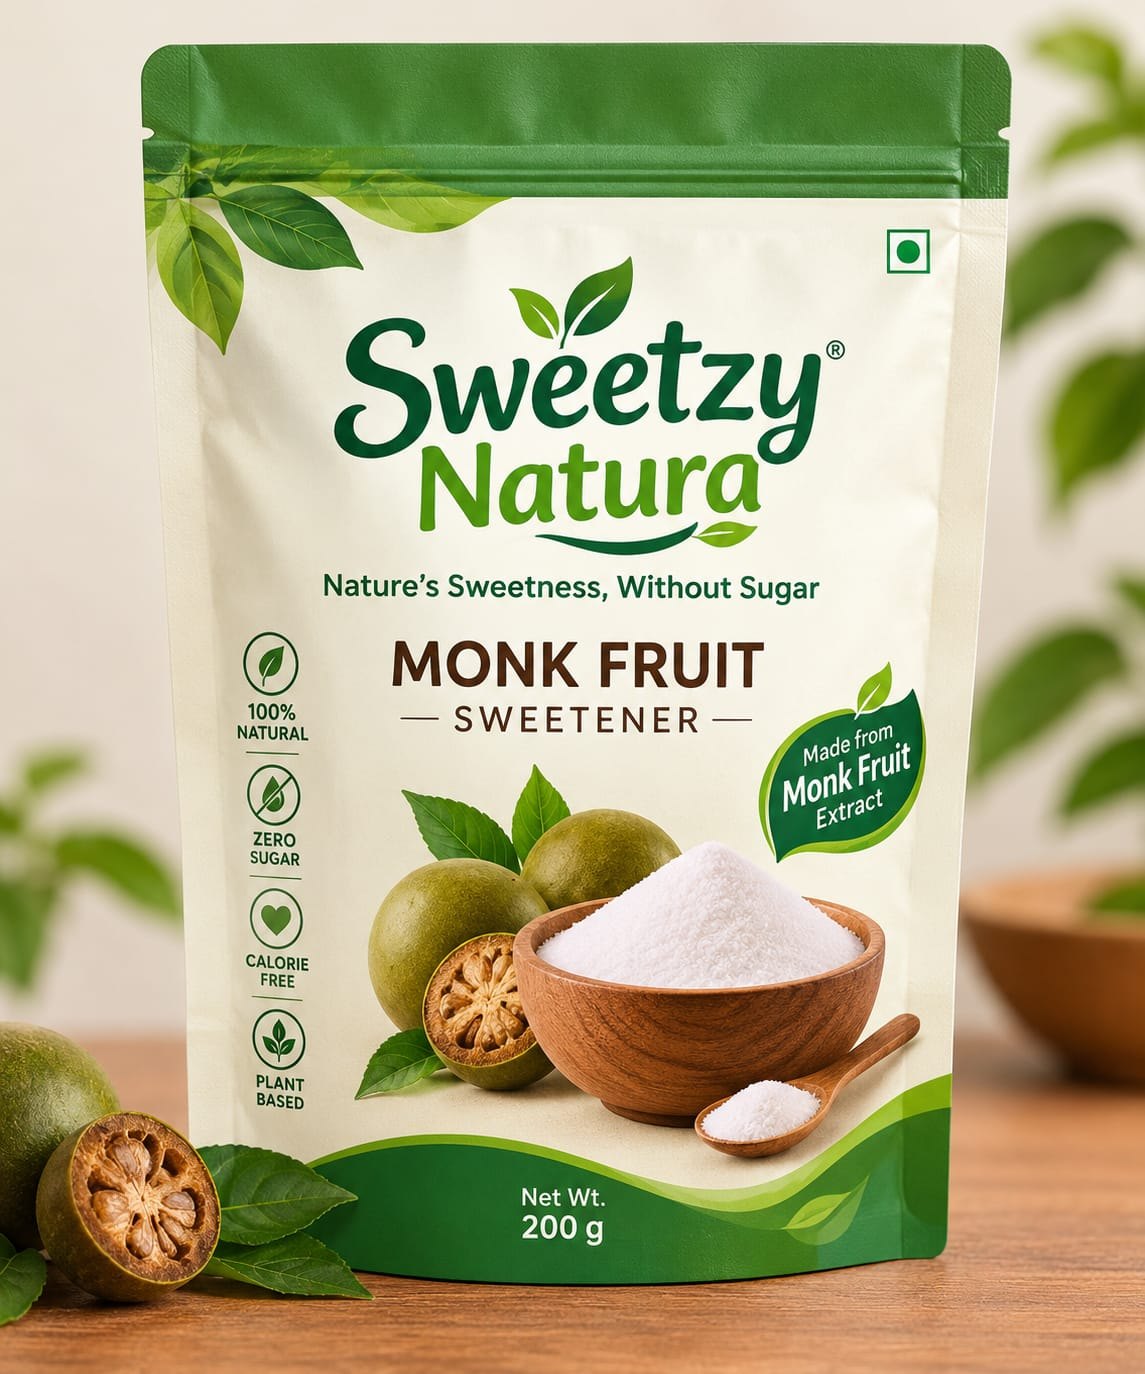 Sweetzy®
Natura
Nature's Sweetness, Without Sugar
MONK FRUIT
SWEETENER
100%
NATURAL
ZERO
SUGAR
CALORIE
FREE
PLANT
BASED
Made from
Monk Fruit
Extract
Net Wt.
200 g